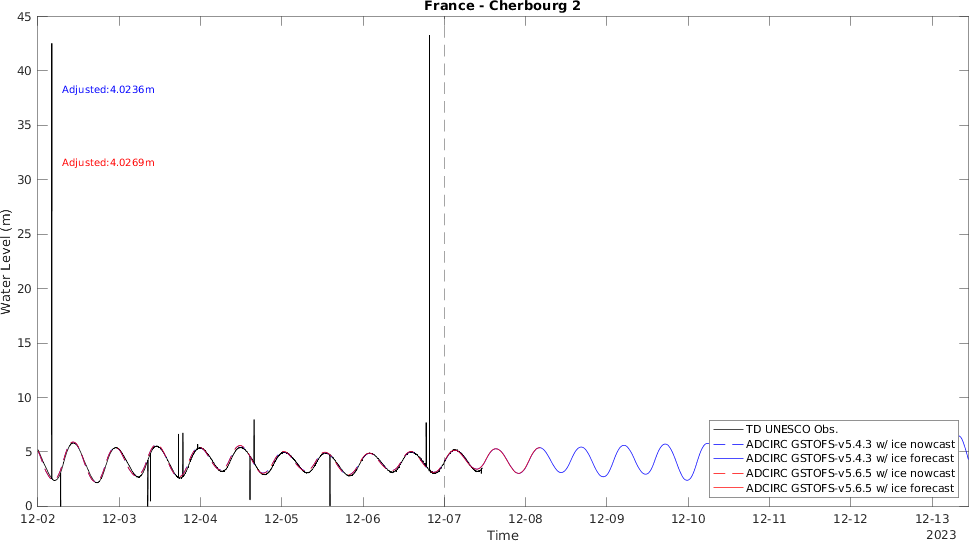 France - Cherbourg 2
45
40
35
30
25
20
15
10
5
0
Water Level (m)
Adjusted:4.0236m
Adjusted:4.0269m
TD UNESCO Obs.
ADCIRC GSTOFS-v5.4.3 w/ ice nowcast
ADCIRC GSTOFS-v5.4.3 w/ ice forecast
ADCIRC GSTOFS-v5.6.5 w/ ice nowcast
ADCIRC GSTOFS-v5.6.5 w/ ice forecast
12-02 12-03 12-04 12-05 12-06 12-07 12-08 12-09 12-10 12-11 12-12 12-13
Time
2023